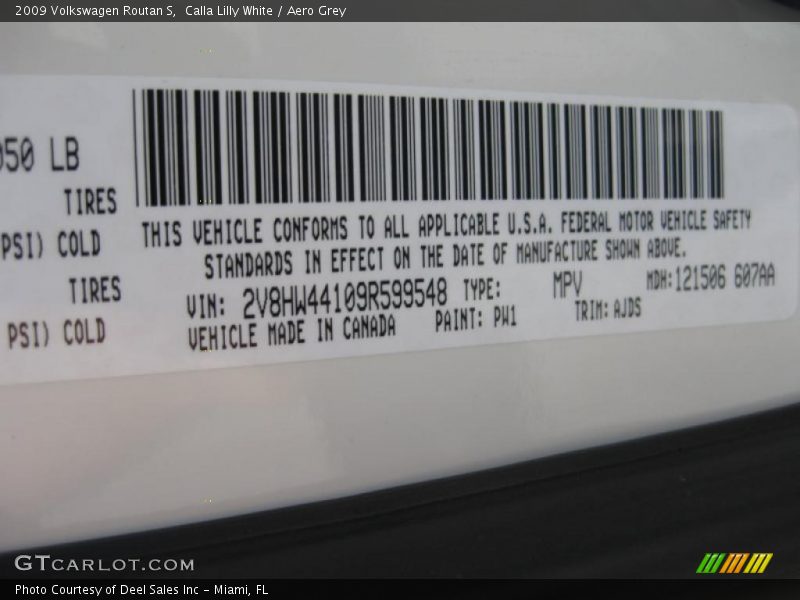 2009 Volkswagen Routan S,  Calla Lilly White / Aero Grey
050 LB
TIRES
PSI) COLD
TIRES
PSI) COLD
THIS VEHICLE CONFORMS TO ALL APPLICABLE U.S.A. FEDERAL MOTOR VEHICLE SAFETY
STANDARDS IN EFFECT ON THE DATE OF MANUFACTURE SHOWN ABOVE.
VIN: 2V8HW44109R599548 TYPE: MPV MDH:121506 607AA
VEHICLE MADE IN CANADA PAINT: PW1 TRIM: AJDS
GTCARLOT.COM
Photo Courtesy of Deel Sales Inc - Miami, FL